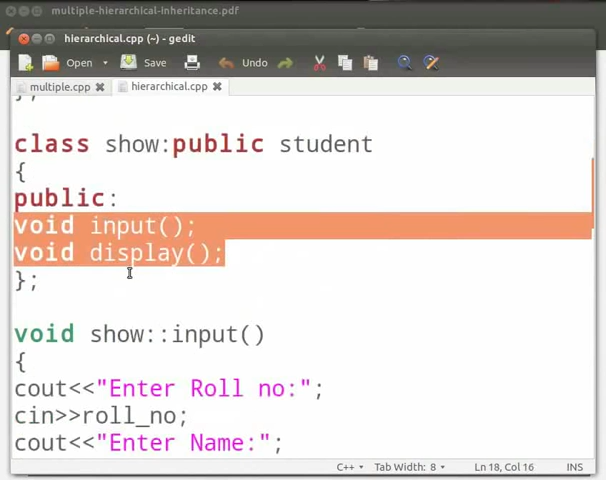 multiple-hierarchical-inheritance.pdf
hierarchical.cpp (~) - gedit
Open Save Undo
multiple.cpp hierarchical.cpp
};
class show:public student
{
public:
void input();
void display();
};
void show::input()
{
cout<<"Enter Roll no:";
cin>>roll_no;
cout<<"Enter Name:";
C++ Tab Width: 8 Ln 18, Col 16 INS